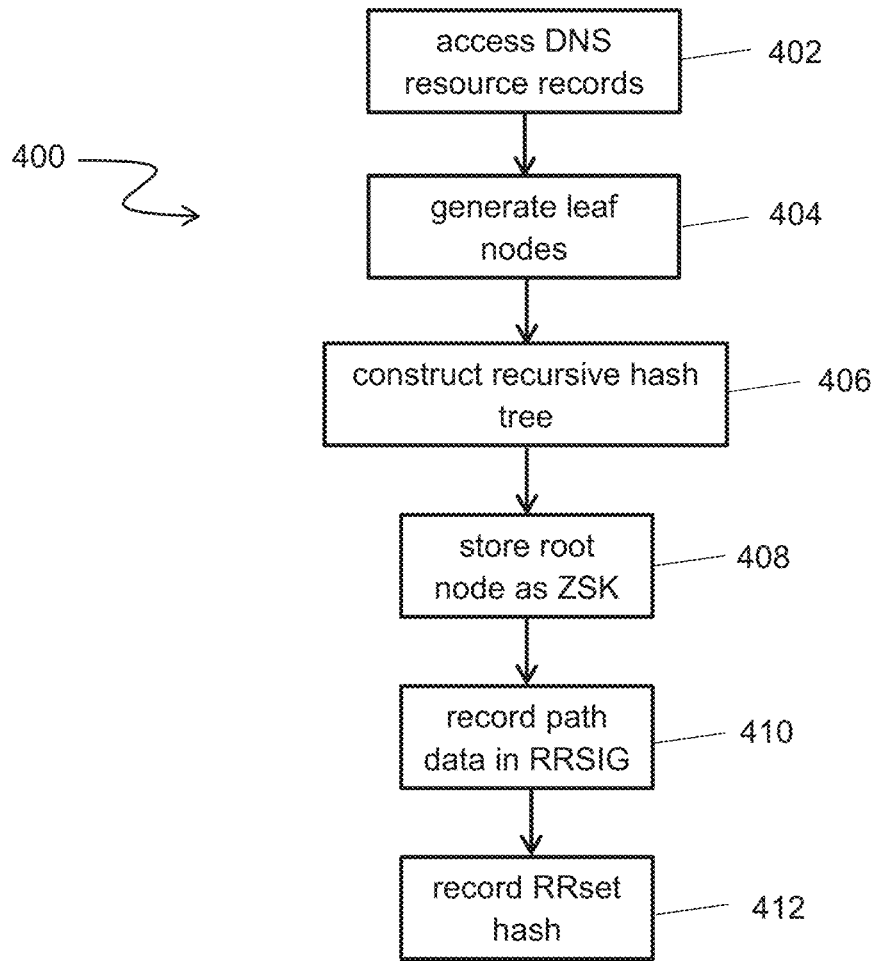 access DNS
resource records
402
400
generate leaf
nodes
404
construct recursive hash
tree
406
store root
node as ZSK
408
record path
data in RRSIG
410
record RRset
hash
412